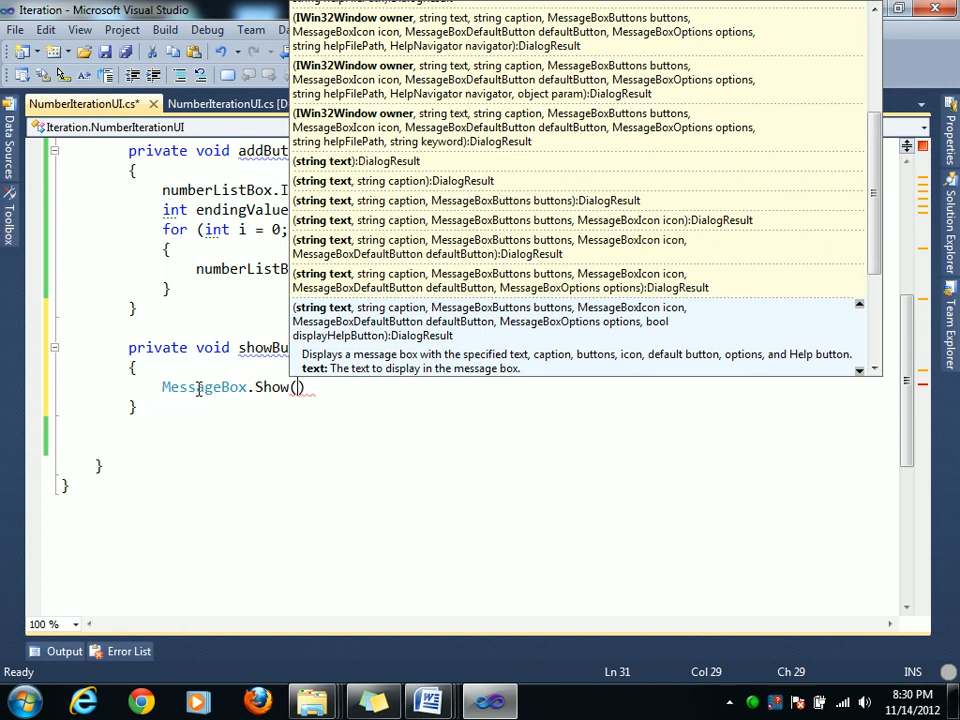 Iteration - Microsoft Visual Studio
File Edit View Project Build Debug Team
NumberIterationUI.cs* NumberIterationUI.cs [D
Iteration.NumberIterationUI
(IWin32Window owner, string text, string caption, MessageBoxButtons buttons,
MessageBoxIcon icon, MessageBoxDefaultButton defaultButton, MessageBoxOptions options,
string helpFilePath, HelpNavigator navigator):DialogResult
(IWin32Window owner, string text, string caption, MessageBoxButtons buttons,
MessageBoxIcon icon, MessageBoxDefaultButton defaultButton, MessageBoxOptions options,
string helpFilePath, HelpNavigator navigator, object param):DialogResult
(IWin32Window owner, string text, string caption, MessageBoxButtons buttons,
MessageBoxIcon icon, MessageBoxDefaultButton defaultButton, MessageBoxOptions options,
string helpFilePath, string keyword):DialogResult
(string text):DialogResult
(string text, string caption):DialogResult
(string text, string caption, MessageBoxButtons buttons):DialogResult
(string text, string caption, MessageBoxButtons buttons, MessageBoxIcon icon):DialogResult
(string text, string caption, MessageBoxButtons buttons, MessageBoxIcon icon,
MessageBoxDefaultButton defaultButton):DialogResult
(string text, string caption, MessageBoxButtons buttons, MessageBoxIcon icon,
MessageBoxDefaultButton defaultButton, MessageBoxOptions options):DialogResult
(string text, string caption, MessageBoxButtons buttons, MessageBoxIcon icon,
MessageBoxDefaultButton defaultButton, MessageBoxOptions options, bool
displayHelpButton):DialogResult
Displays a message box with the specified text, caption, buttons, icon, default button, options, and Help button.
text: The text to display in the message box.
private void addBut
{
numberListBox.I
int endingValue
for (int i = 0;
{
numberListB
}
}
private void showBu
{
MessageBox.Show()
}
}
}
Data Sources
Toolbox
Properties
Solution Explorer
Team Explorer
100 %
Output Error List
Ready Ln 31 Col 29 Ch 29 INS
8:30 PM
11/14/2012